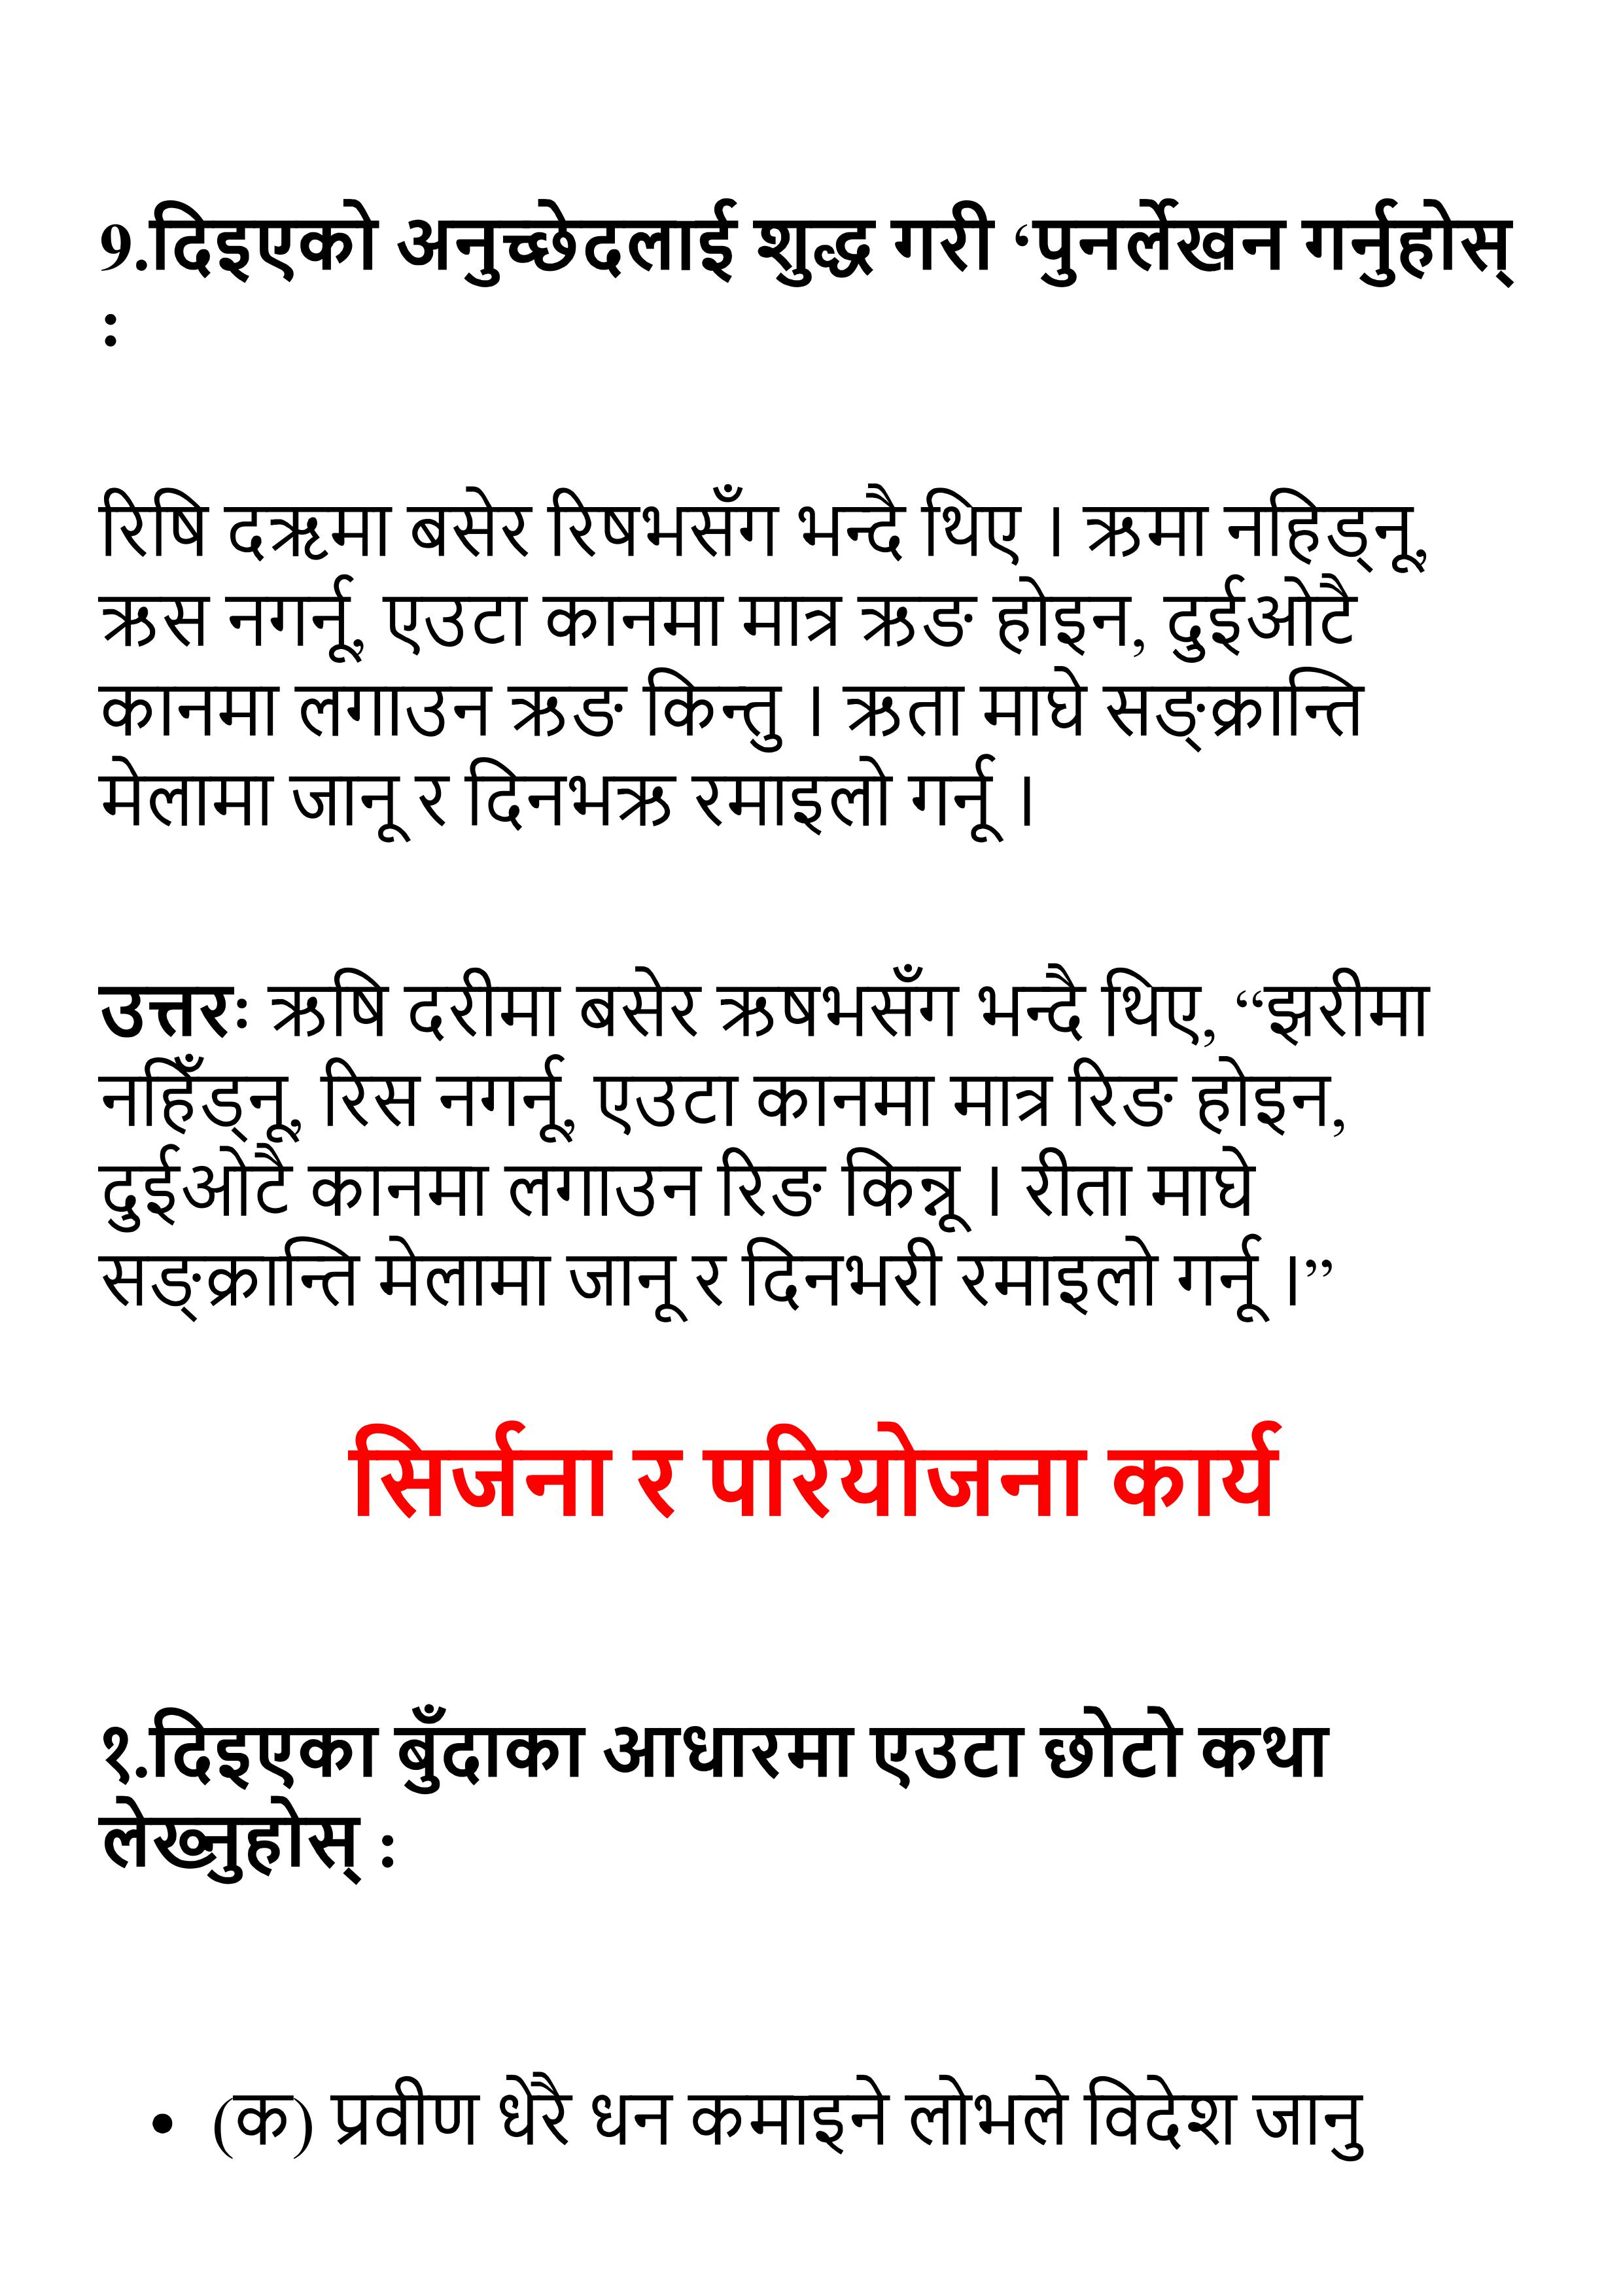 9.दिइएको अनुच्छेदलाई शुद्ध गरी ‘पुनर्लेखन गर्नुहोस्
:
रिषि दऋमा बसेर रिषभसँग भन्दै थिए । ऋमा नहिड्नू,
ऋस नगर्नू, एउटा कानमा मात्र ऋङ होइन, दुईओटै
कानमा लगाउन ऋङ किन्तु । ऋता माघे सङ्क्रान्ति
मेलामा जानू र दिनभऋ रमाइलो गर्नू ।
उत्तरः ऋषि दरीमा बसेर ऋषभसँग भन्दै थिए, “झरीमा
नहिँड्नू, रिस नगर्नू, एउटा कानमा मात्र रिङ होइन,
दुईओटै कानमा लगाउन रिङ किन्नू । रीता माघे
सङ्क्रान्ति मेलामा जानू र दिनभरी रमाइलो गर्नू ।”
सिर्जना र परियोजना कार्य
१.दिइएका बुँदाका आधारमा एउटा छोटो कथा
लेख्नुहोस् :
• (क) प्रवीण धेरै धन कमाइने लोभले विदेश जानु